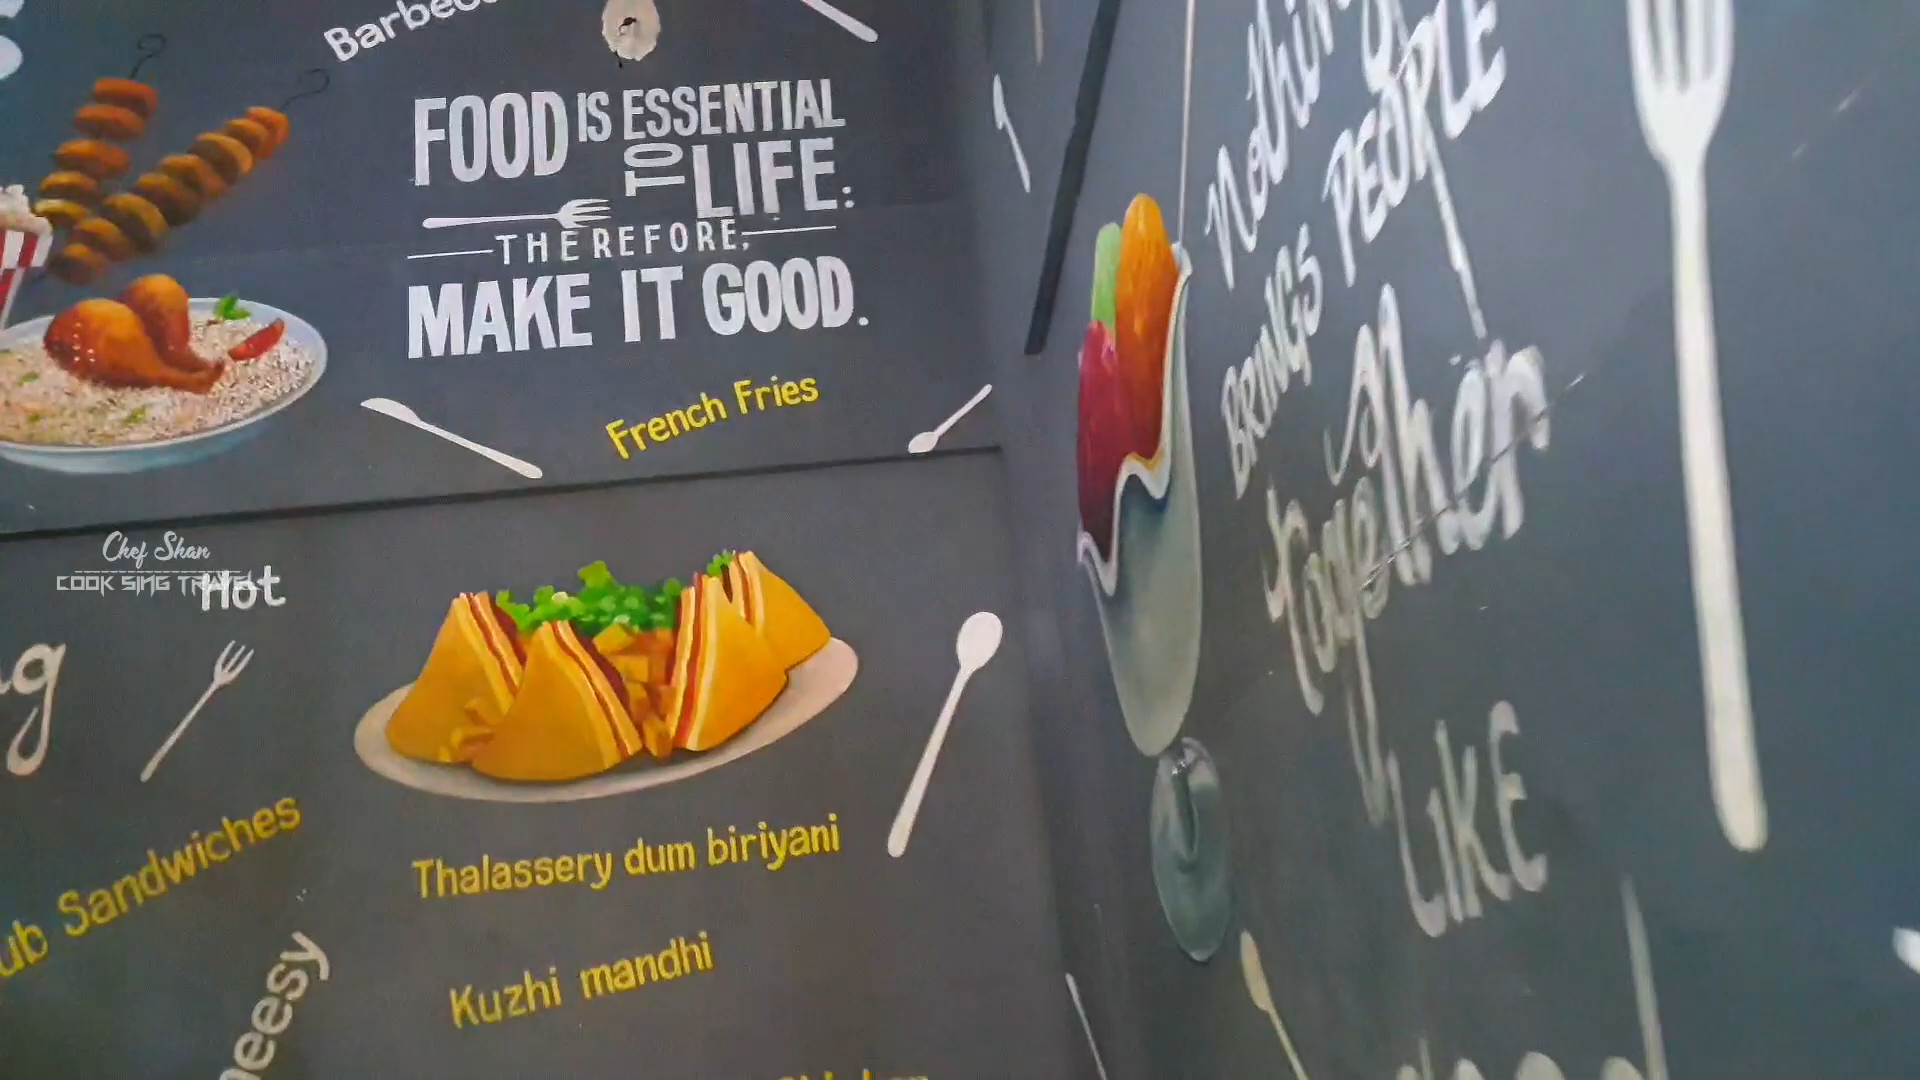 FOOD IS ESSENTIAL
TO LIFE:
THEREFORE,
MAKE IT GOOD.
French Fries
Chef Shan
COOK SING TRAVEL
Hot
Sandwiches
Thalassery dum biriyani
Kuzhi mandhi
Nothing
BRINGS PEOPLE
Together
LIKE